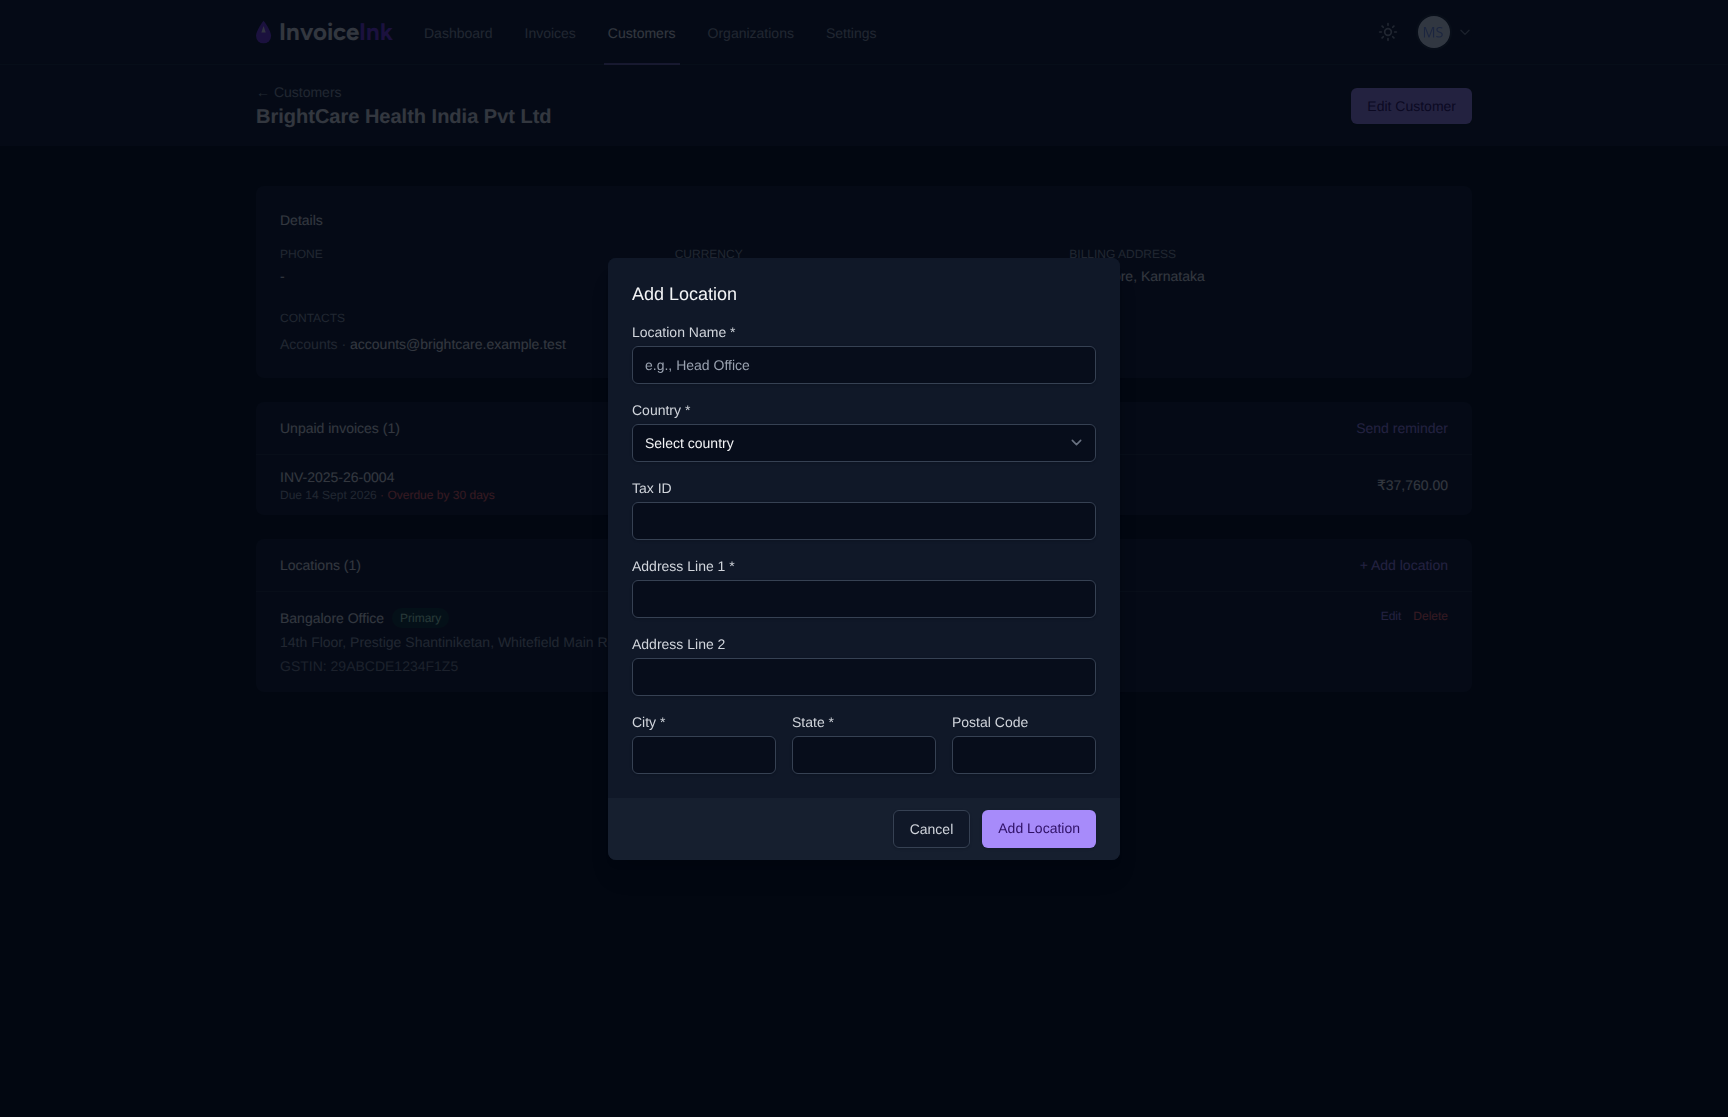 InvoiceInk Dashboard Invoices Customers Organizations Settings MS
← Customers
BrightCare Health India Pvt Ltd
Edit Customer
Details
PHONE
-
CURRENCY
BILLING ADDRESS
re, Karnataka
CONTACTS
Accounts · accounts@brightcare.example.test
Unpaid invoices (1)
Send reminder
INV-2025-26-0004
Due 14 Sept 2026 · Overdue by 30 days
₹37,760.00
Locations (1)
+ Add location
Bangalore Office Primary
Edit Delete
14th Floor, Prestige Shantiniketan, Whitefield Main R
GSTIN: 29ABCDE1234F1Z5
Add Location
Location Name *
e.g., Head Office
Country *
Select country
Tax ID
Address Line 1 *
Address Line 2
City * State * Postal Code
Cancel Add Location